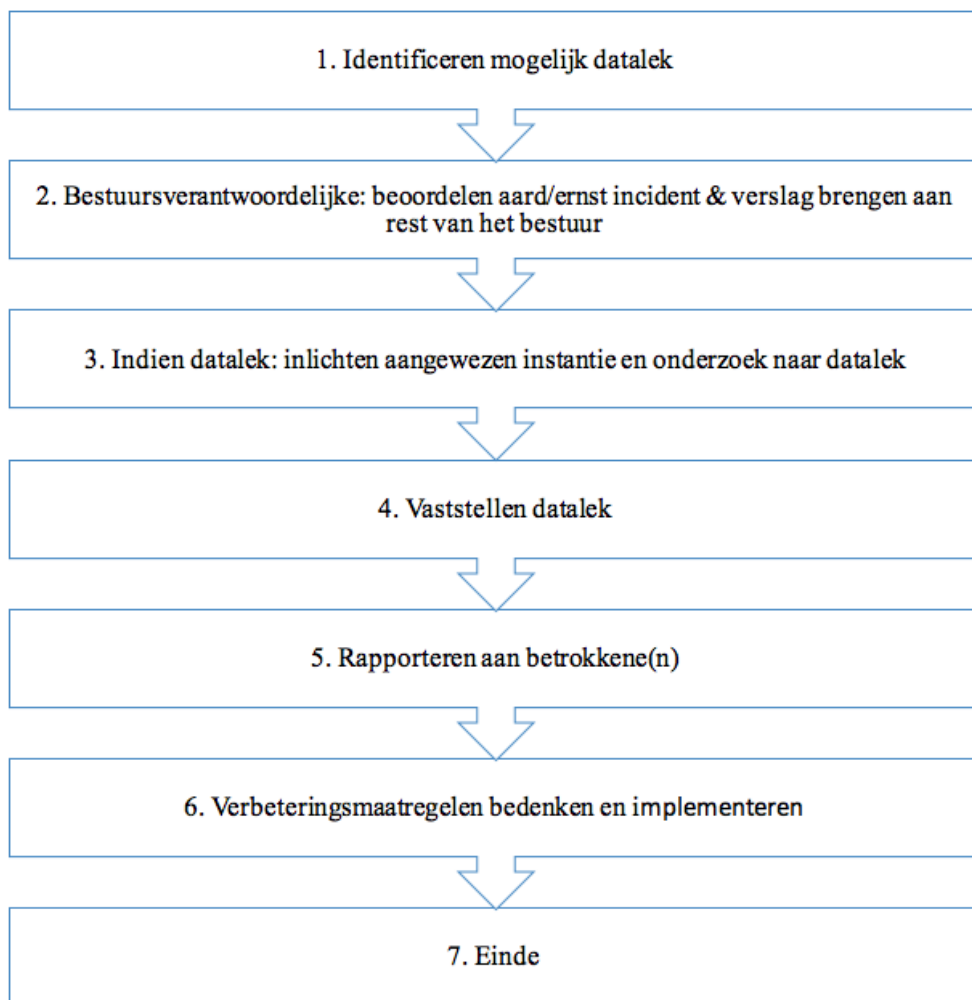 1. Identificeren mogelijk datalek
2. Bestuursverantwoordelijke: beoordelen aard/ernst incident & verslag brengen aan
rest van het bestuur
3. Indien datalek: inlichten aangewezen instantie en onderzoek naar datalek
4. Vaststellen datalek
5. Rapporteren aan betrokkene(n)
6. Verbeteringsmaatregelen bedenken en implementeren
7. Einde